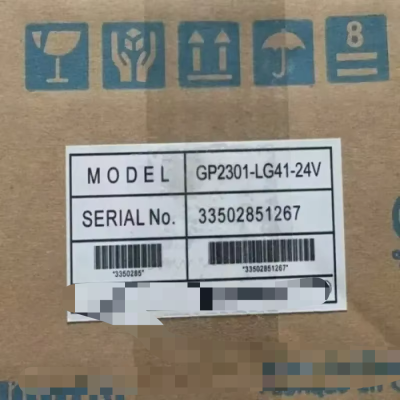 8
MODEL GP2301-LG41-24V
SERIAL No. 33502851267
*3350285* *33502851267*